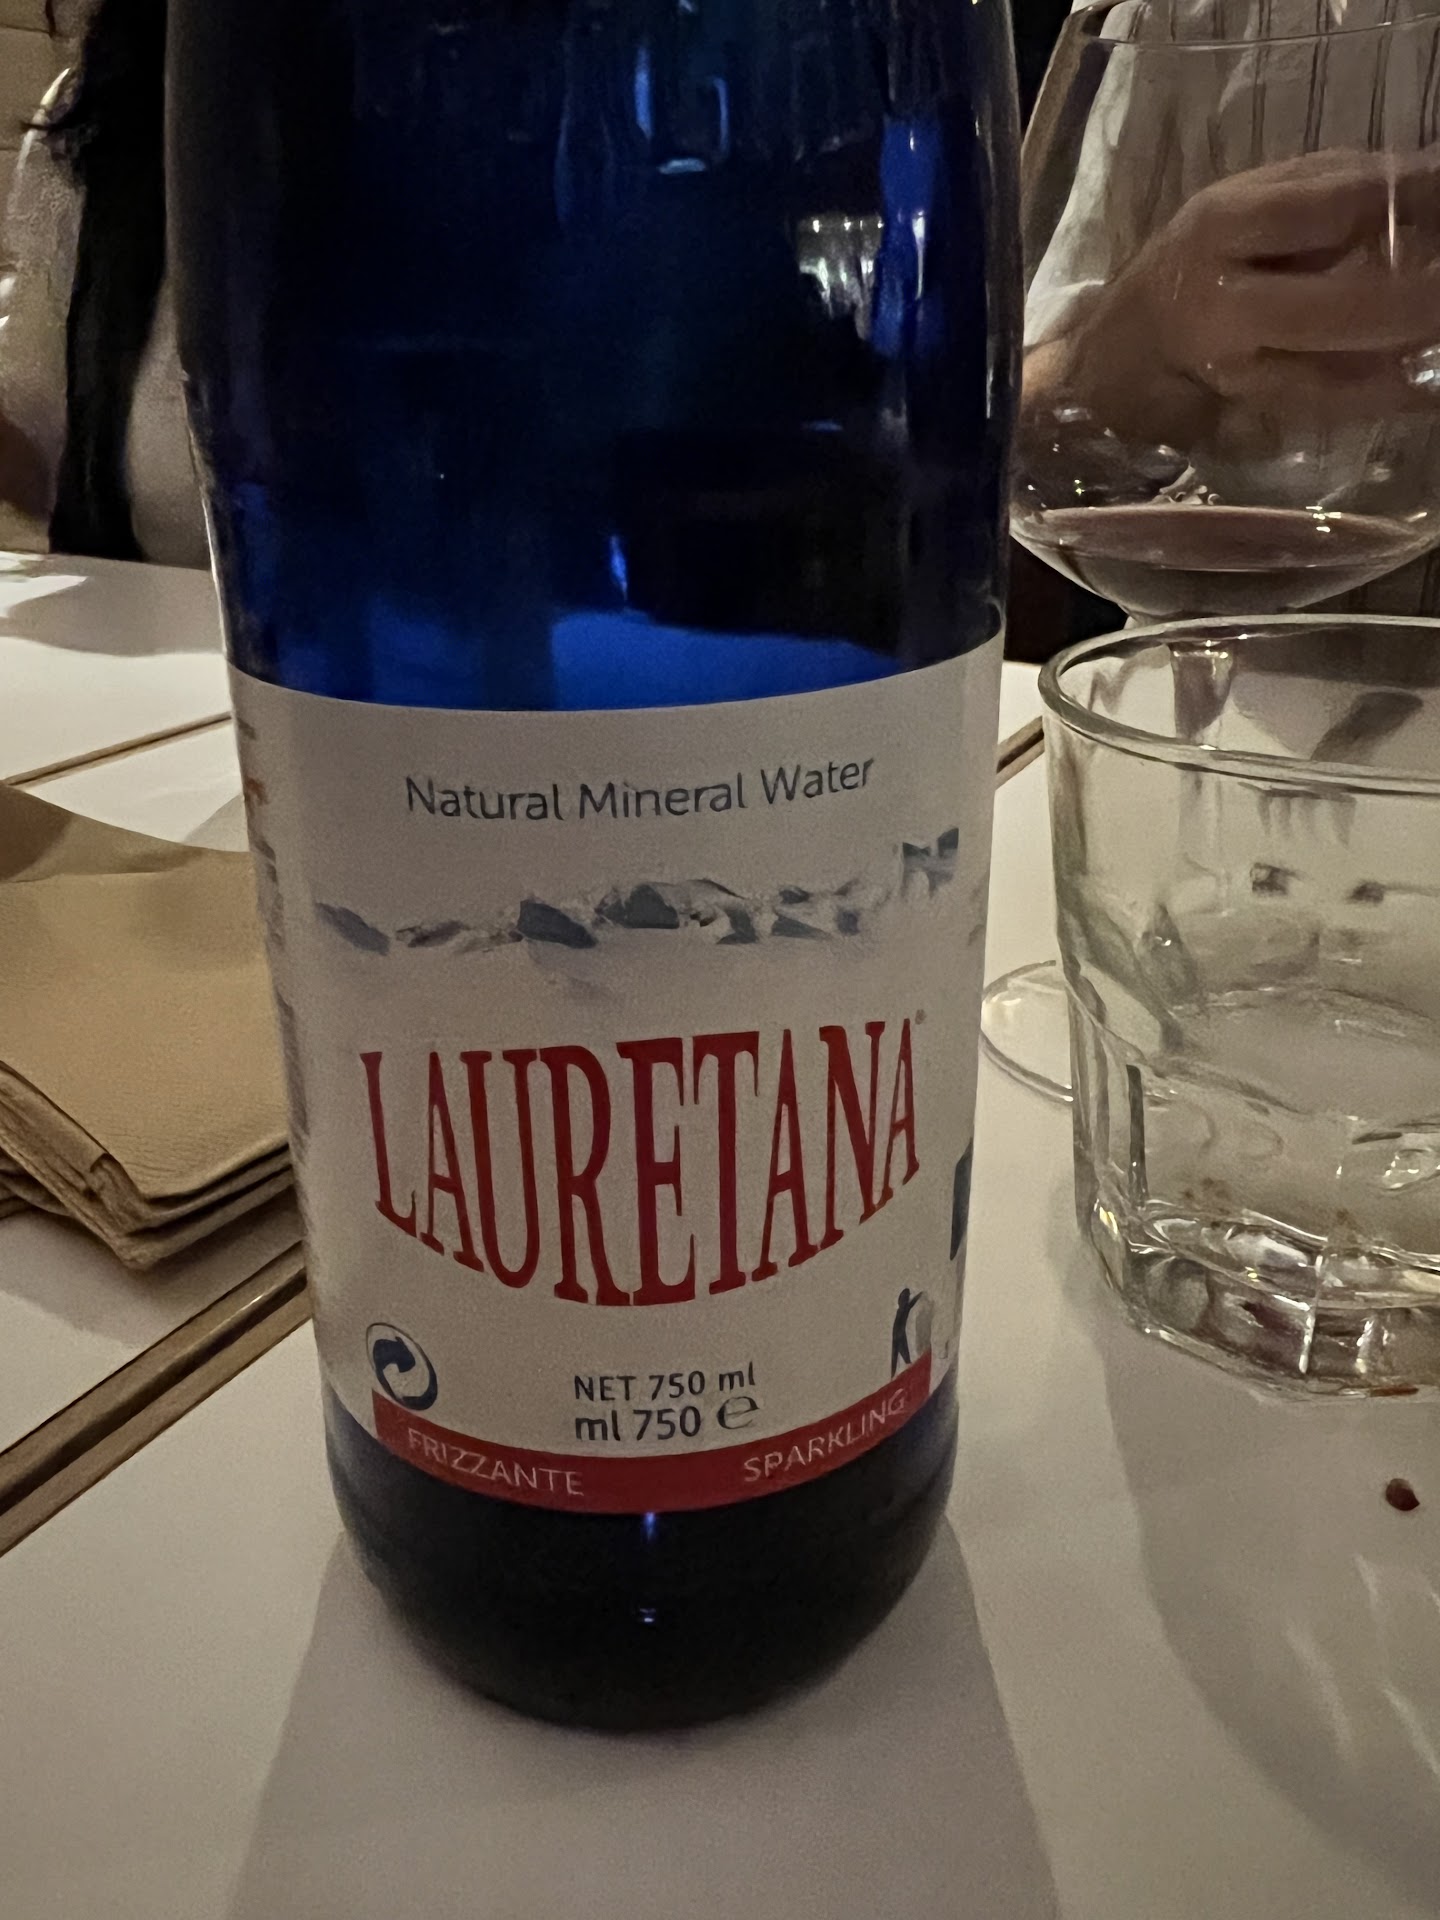 Natural Mineral Water
LAURETANA®
NET 750 ml
ml 750 ℮
FRIZZANTE
SPARKLING